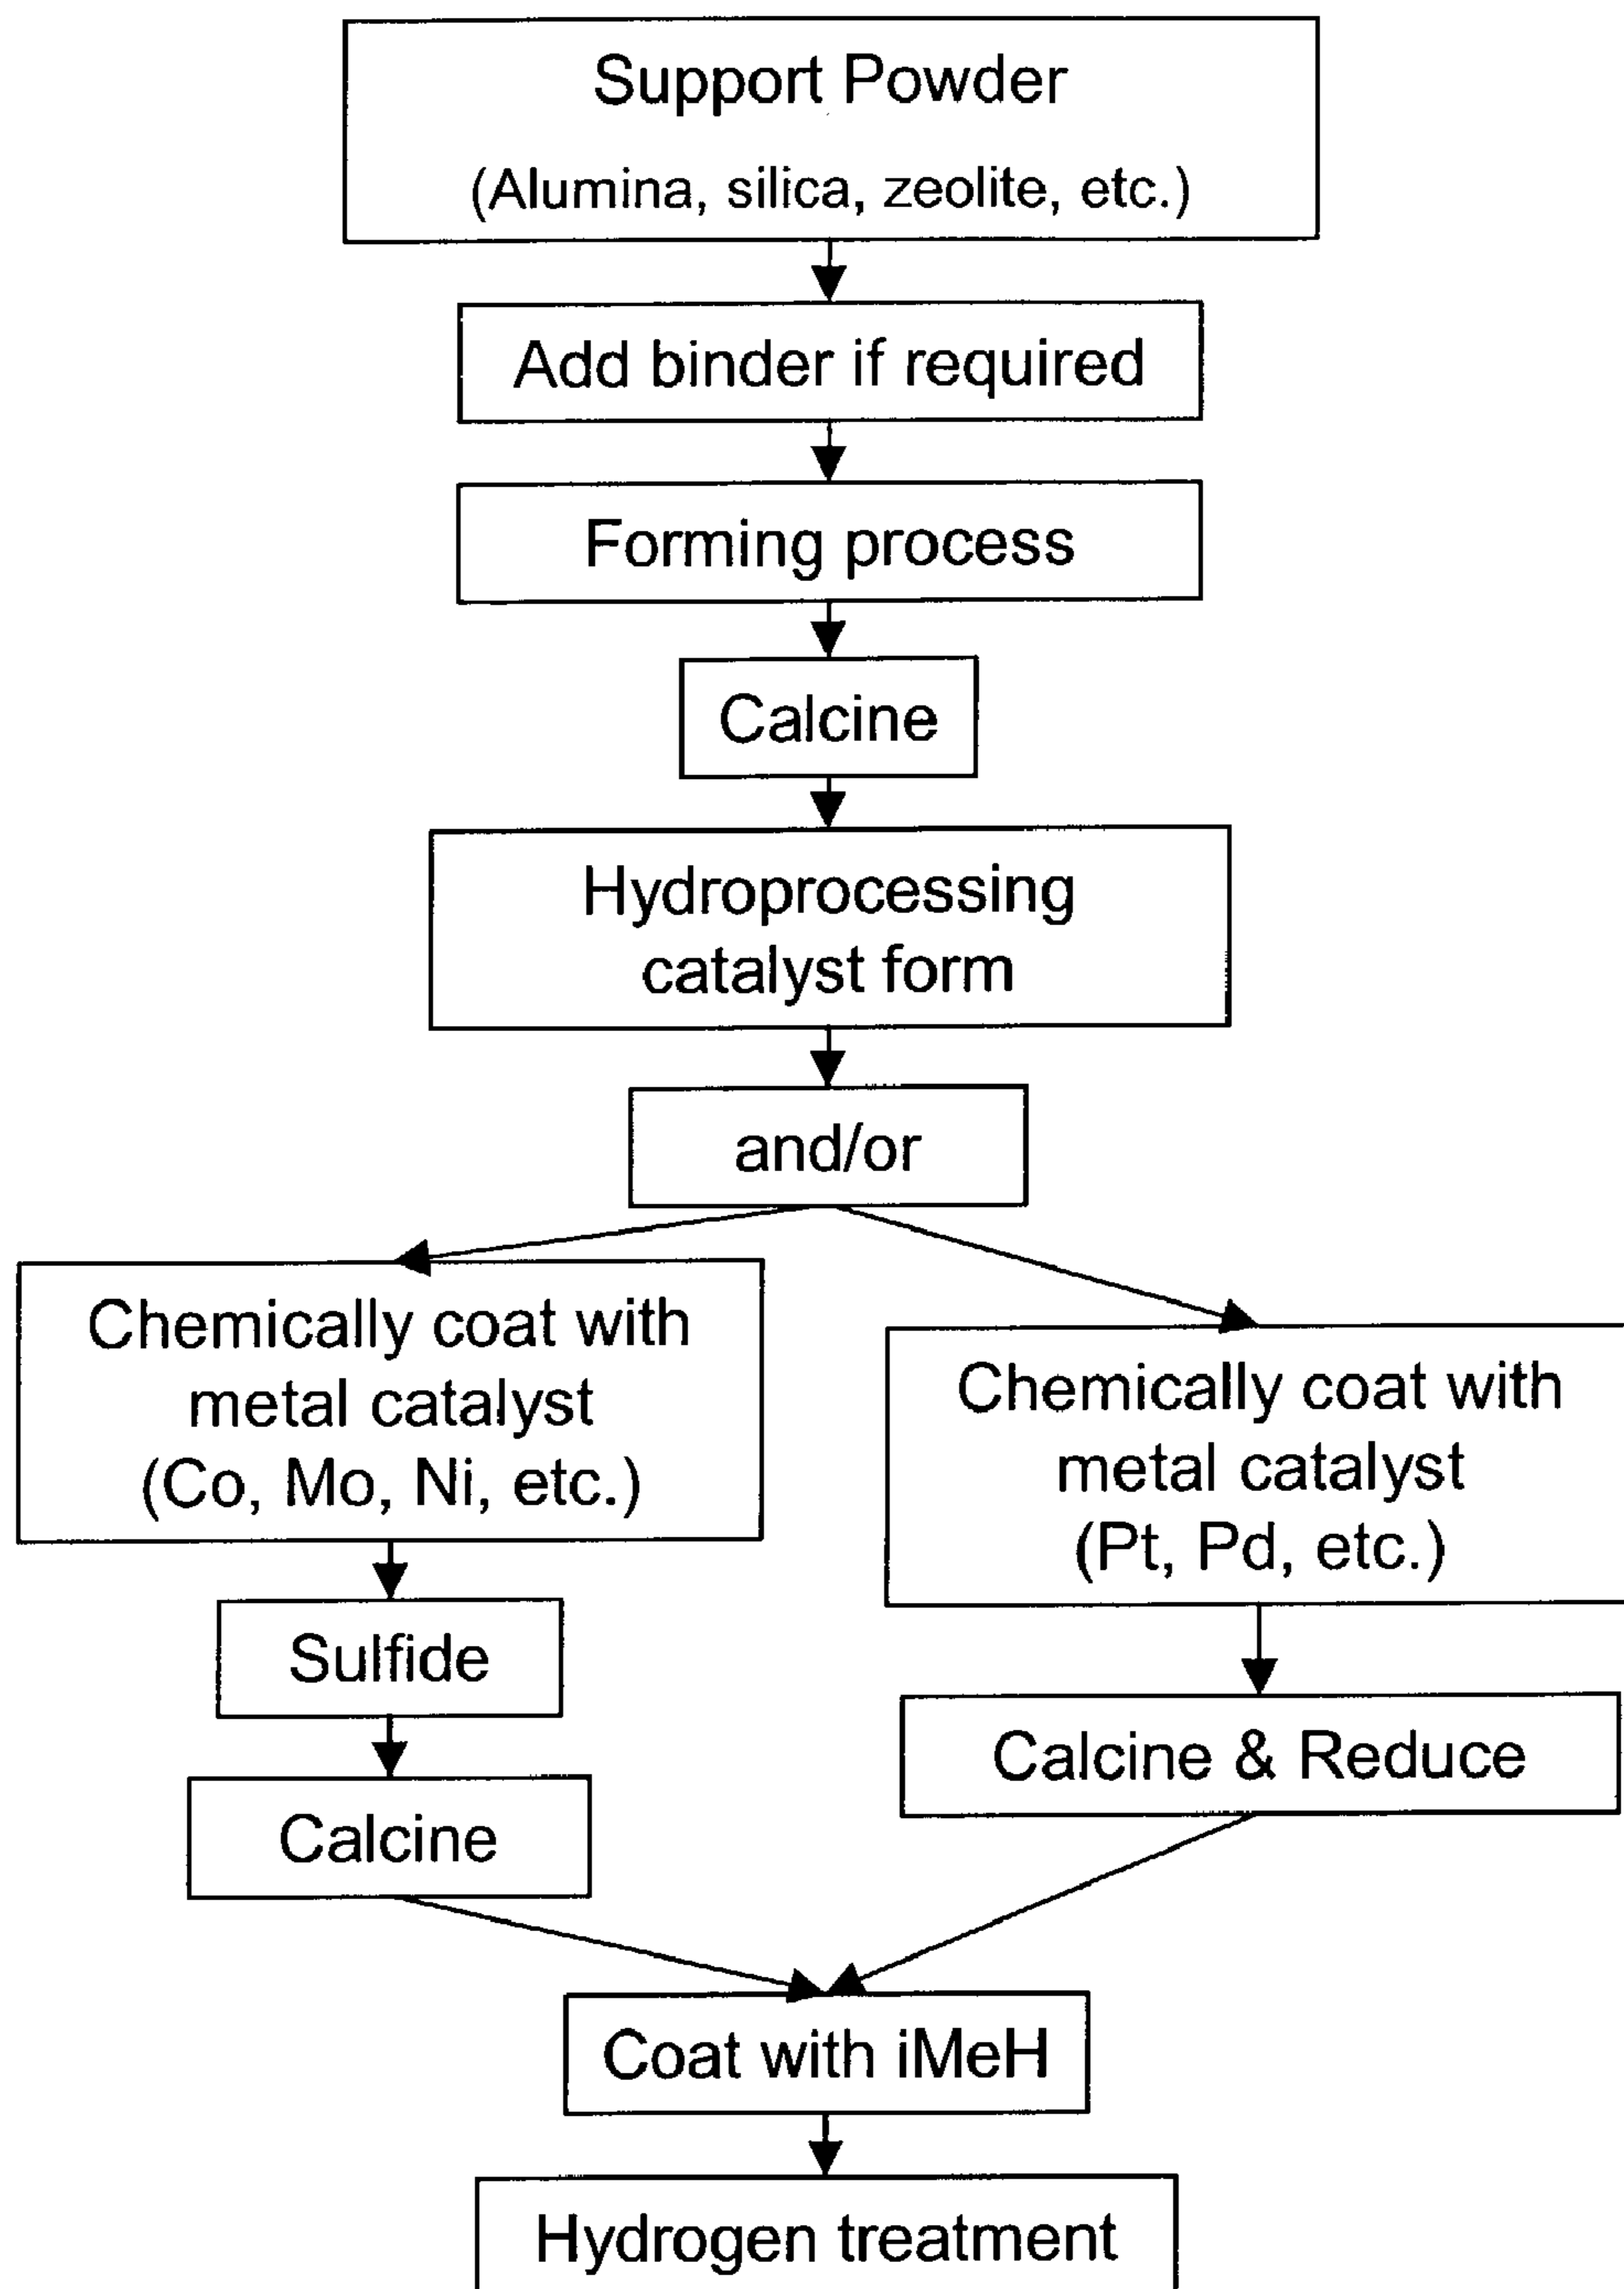 Support Powder
(Alumina, silica, zeolite, etc.)
Add binder if required
Forming process
Calcine
Hydroprocessing
catalyst form
and/or
Chemically coat with
metal catalyst
(Co, Mo, Ni, etc.)
Chemically coat with
metal catalyst
(Pt, Pd, etc.)
Sulfide
Calcine & Reduce
Calcine
Coat with iMeH
Hydrogen treatment